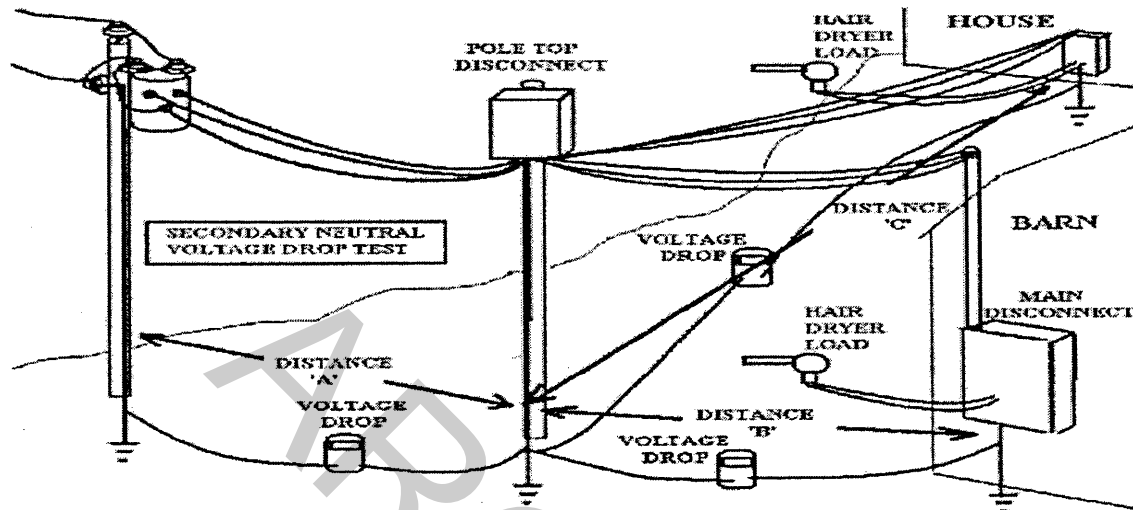 HAIR
DRYER
LOAD
HOUSE
POLE TOP
DISCONNECT
SECONDARY NEUTRAL
VOLTAGE DROP TEST
DISTANCE
'C'
BARN
VOLTAGE
DROP
MAIN
DISCONNECT
HAIR
DRYER
LOAD
DISTANCE
'A'
VOLTAGE
DROP
DISTANCE
'B'
VOLTAGE
DROP